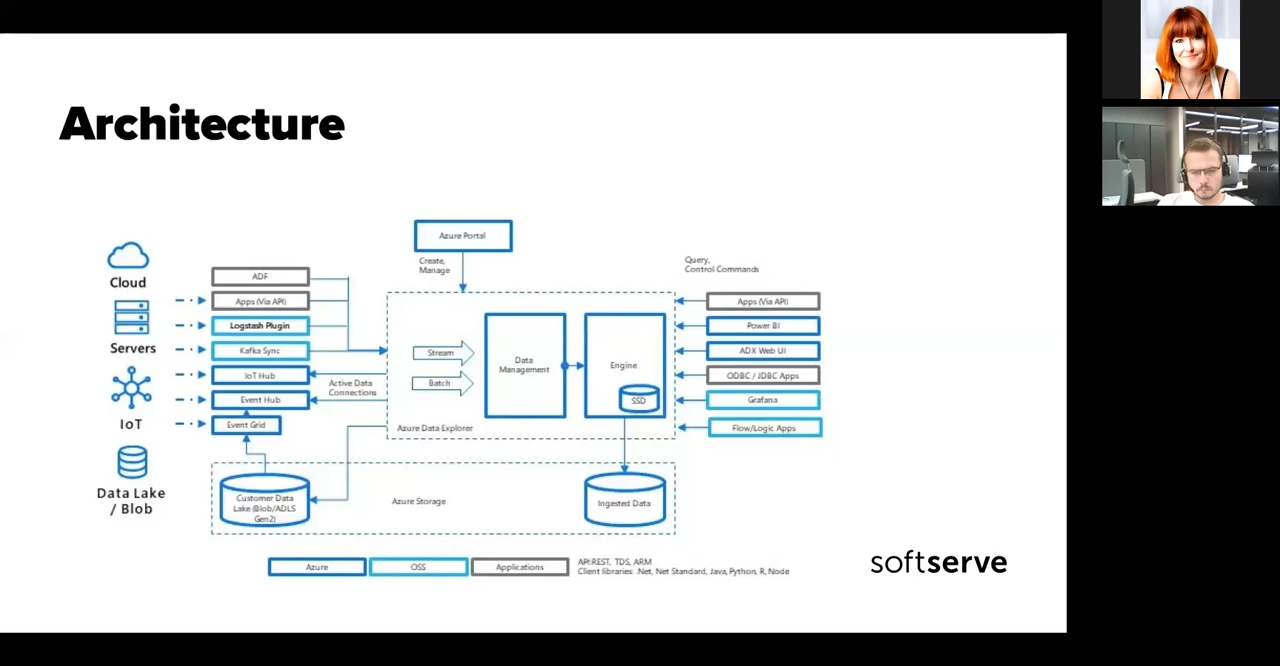 Architecture
Azure Portal
Create,
Manage
Query,
Control Commands
Cloud
Servers
IoT
Data Lake
/ Blob
ADF
Apps (Via API)
Logstash Plugin
Kafka Sync
IoT Hub
Event Hub
Event Grid
Active Data
Connections
Stream
Batch
Data
Management
Engine
SSD
Azure Data Explorer
Apps (Via API)
Power BI
ADX Web UI
ODBC / JDBC Apps
Grafana
Flow/Logic Apps
Customer Data
Lake (Blob/ADLS
Gen2)
Azure Storage
Ingested Data
Azure
OSS
Applications
API:REST, TDS, ARM
Client libraries: .Net, Net Standard, Java, Python, R, Node
softserve